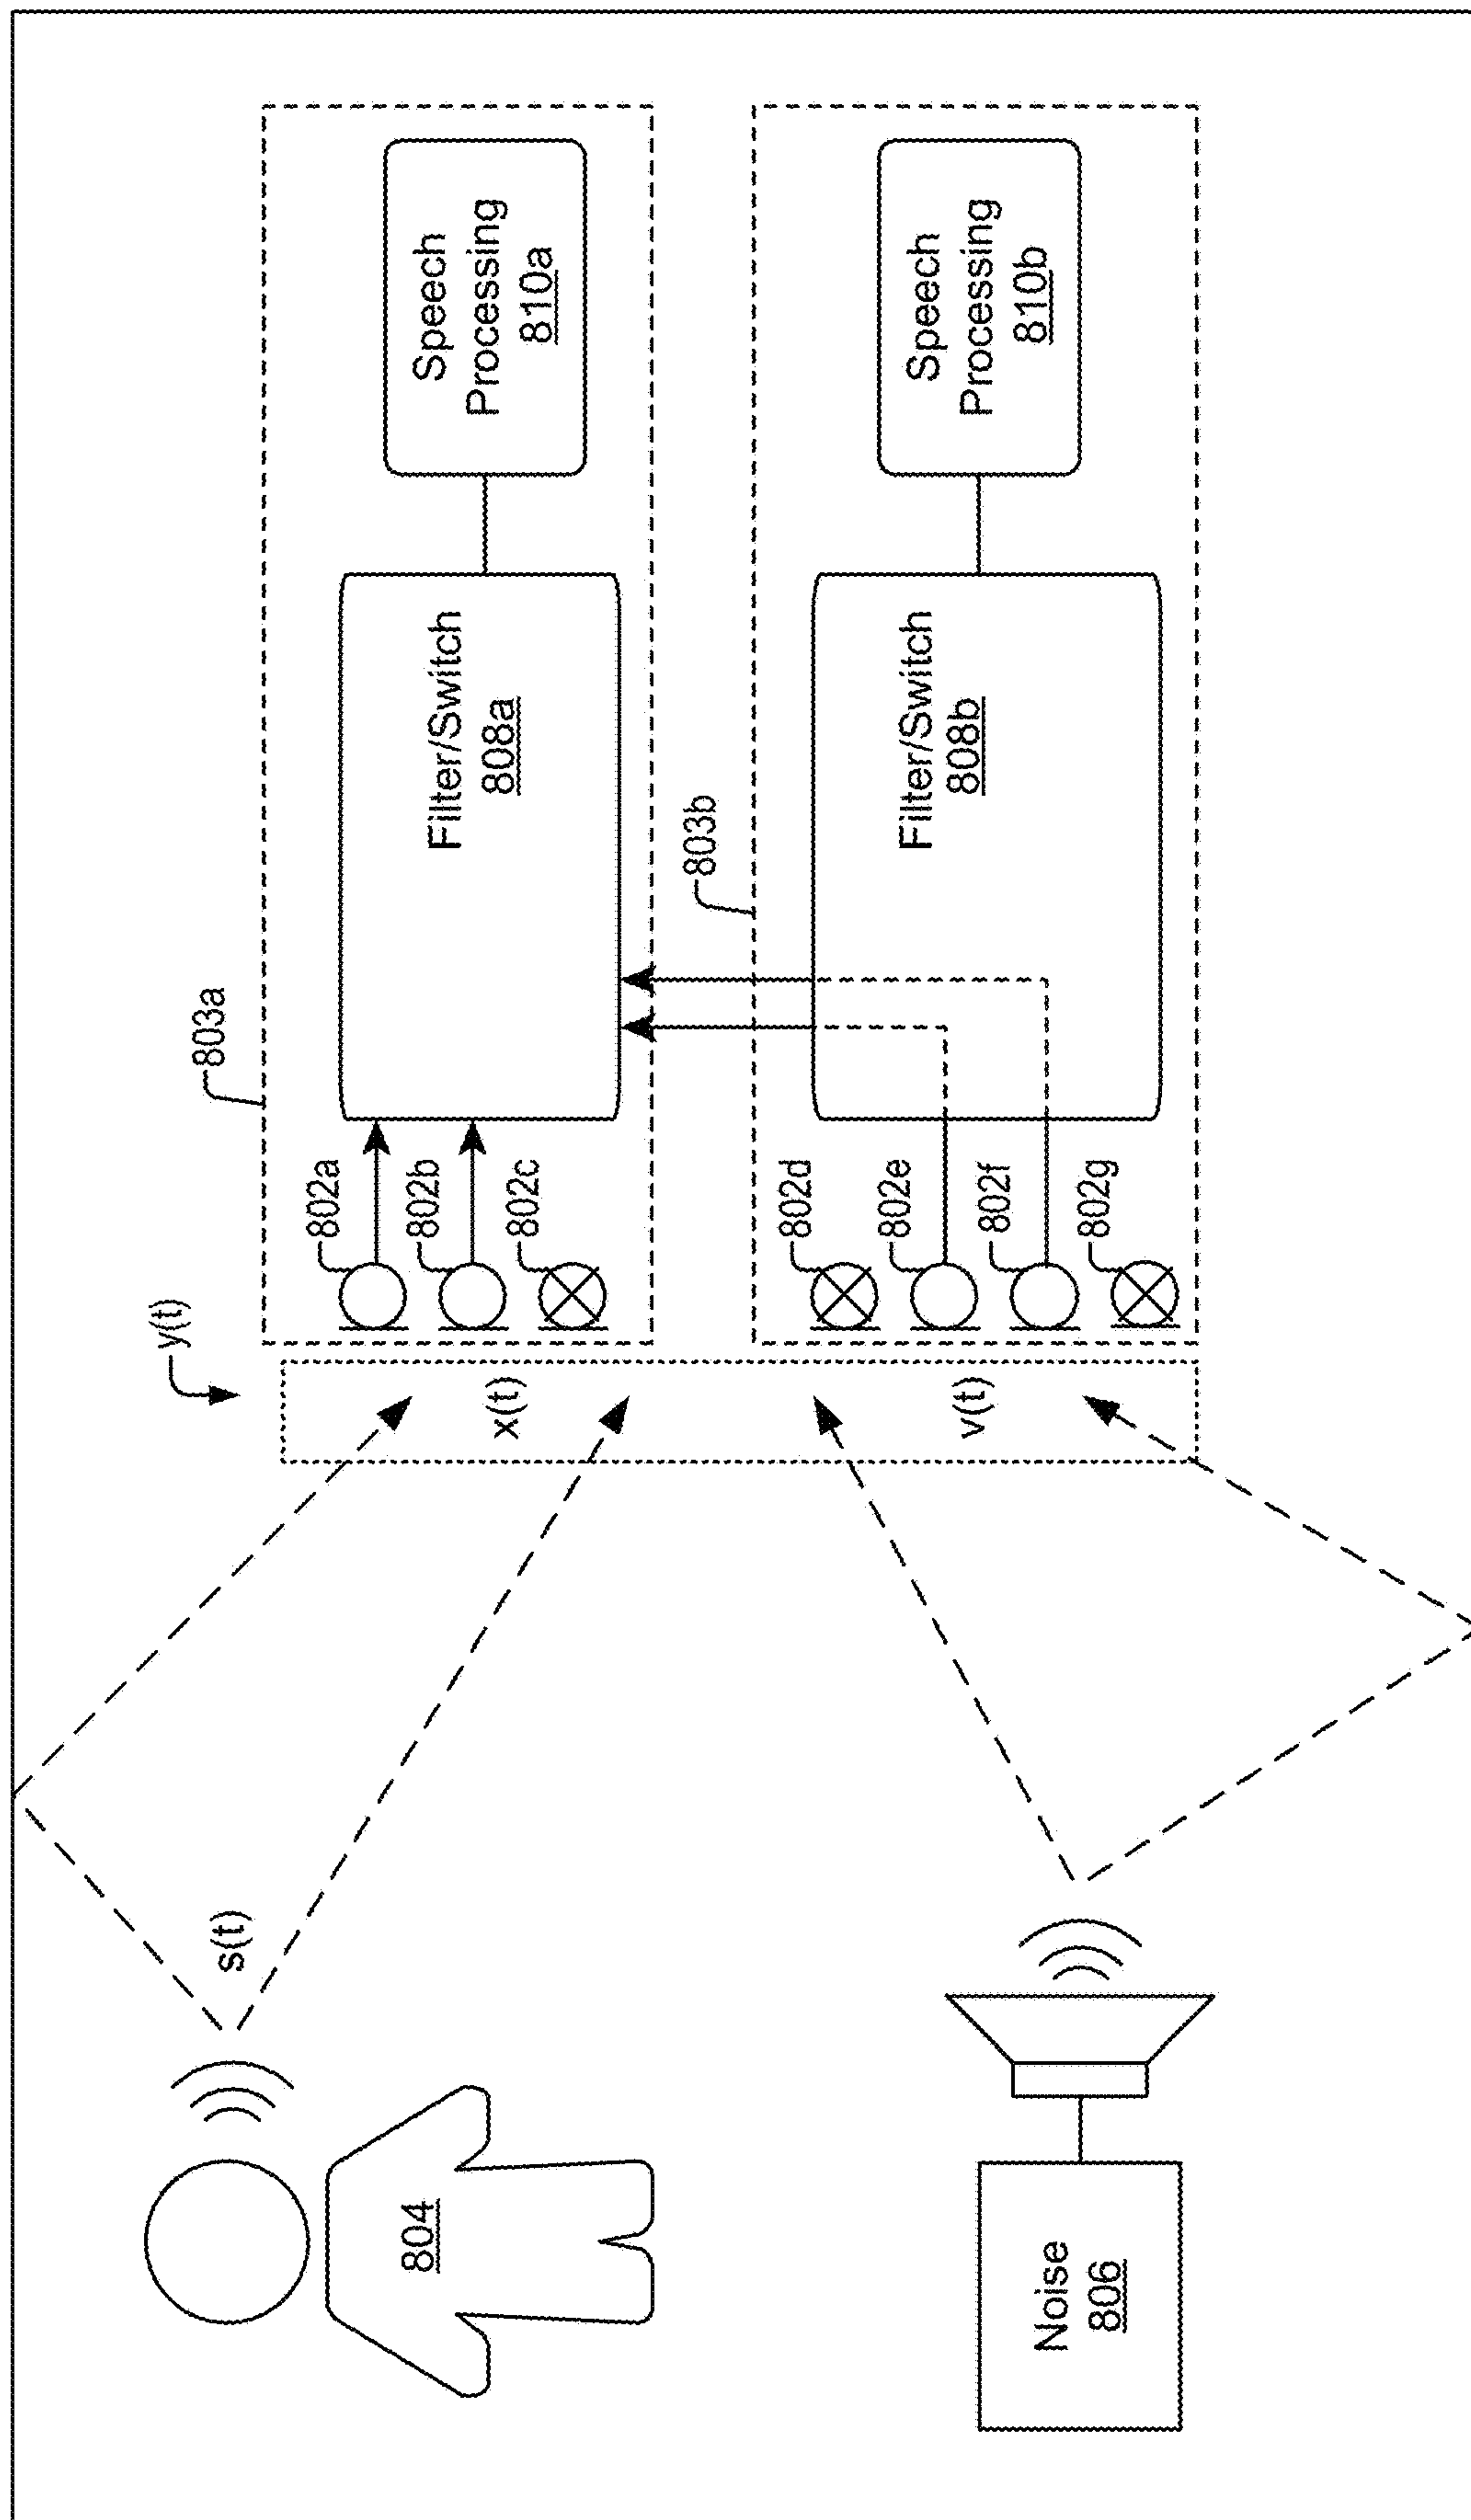 y(t)
803a
802a
802b
802c
Filter/Switch
808a
Speech
Processing
810a
s(t)
x(t)
v(t)
804
803b
802d
802e
802f
802g
Filter/Switch
808b
Speech
Processing
810b
Noise
806